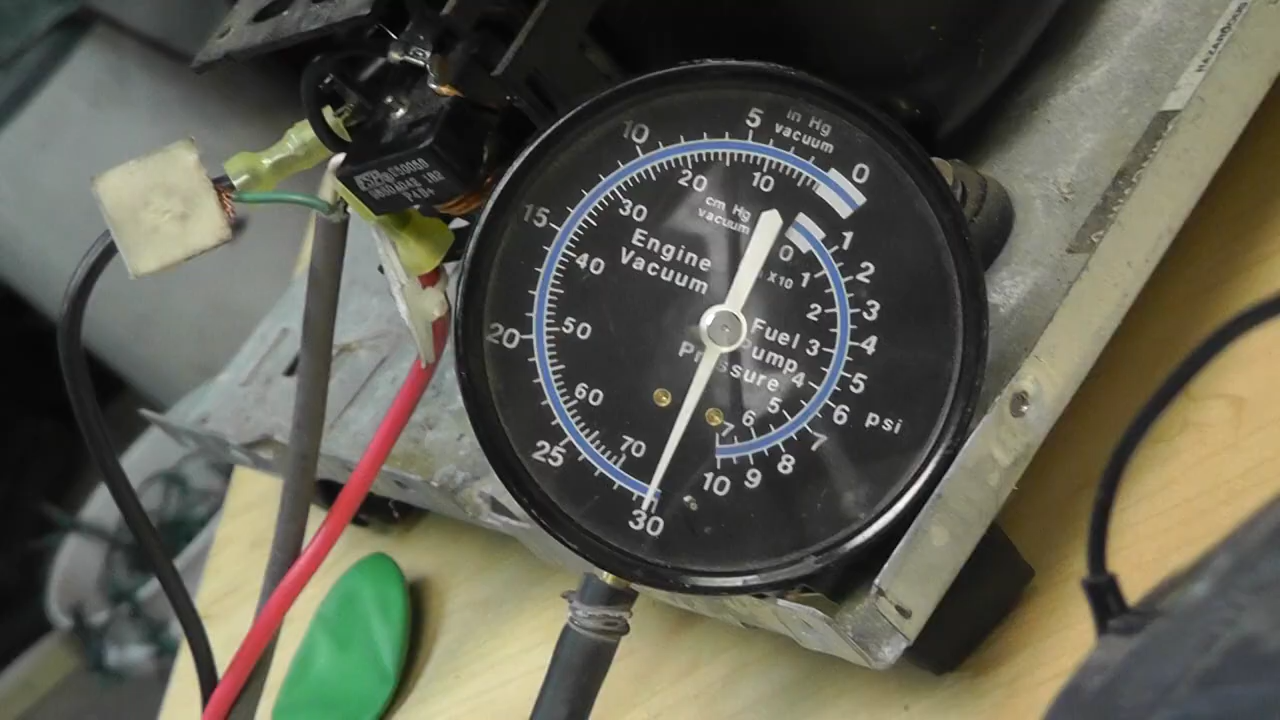 in Hg
vacuum
0
5
10
15
20
25
30
10
20
30
40
50
60
70
cm Hg
vacuum
Engine
Vacuum
0
X10
1
2
3
4
5
6
7
Fuel
Pump
Pressure
1
2
3
4
5
6
7
8
9
10
psi
HAZARDOUS